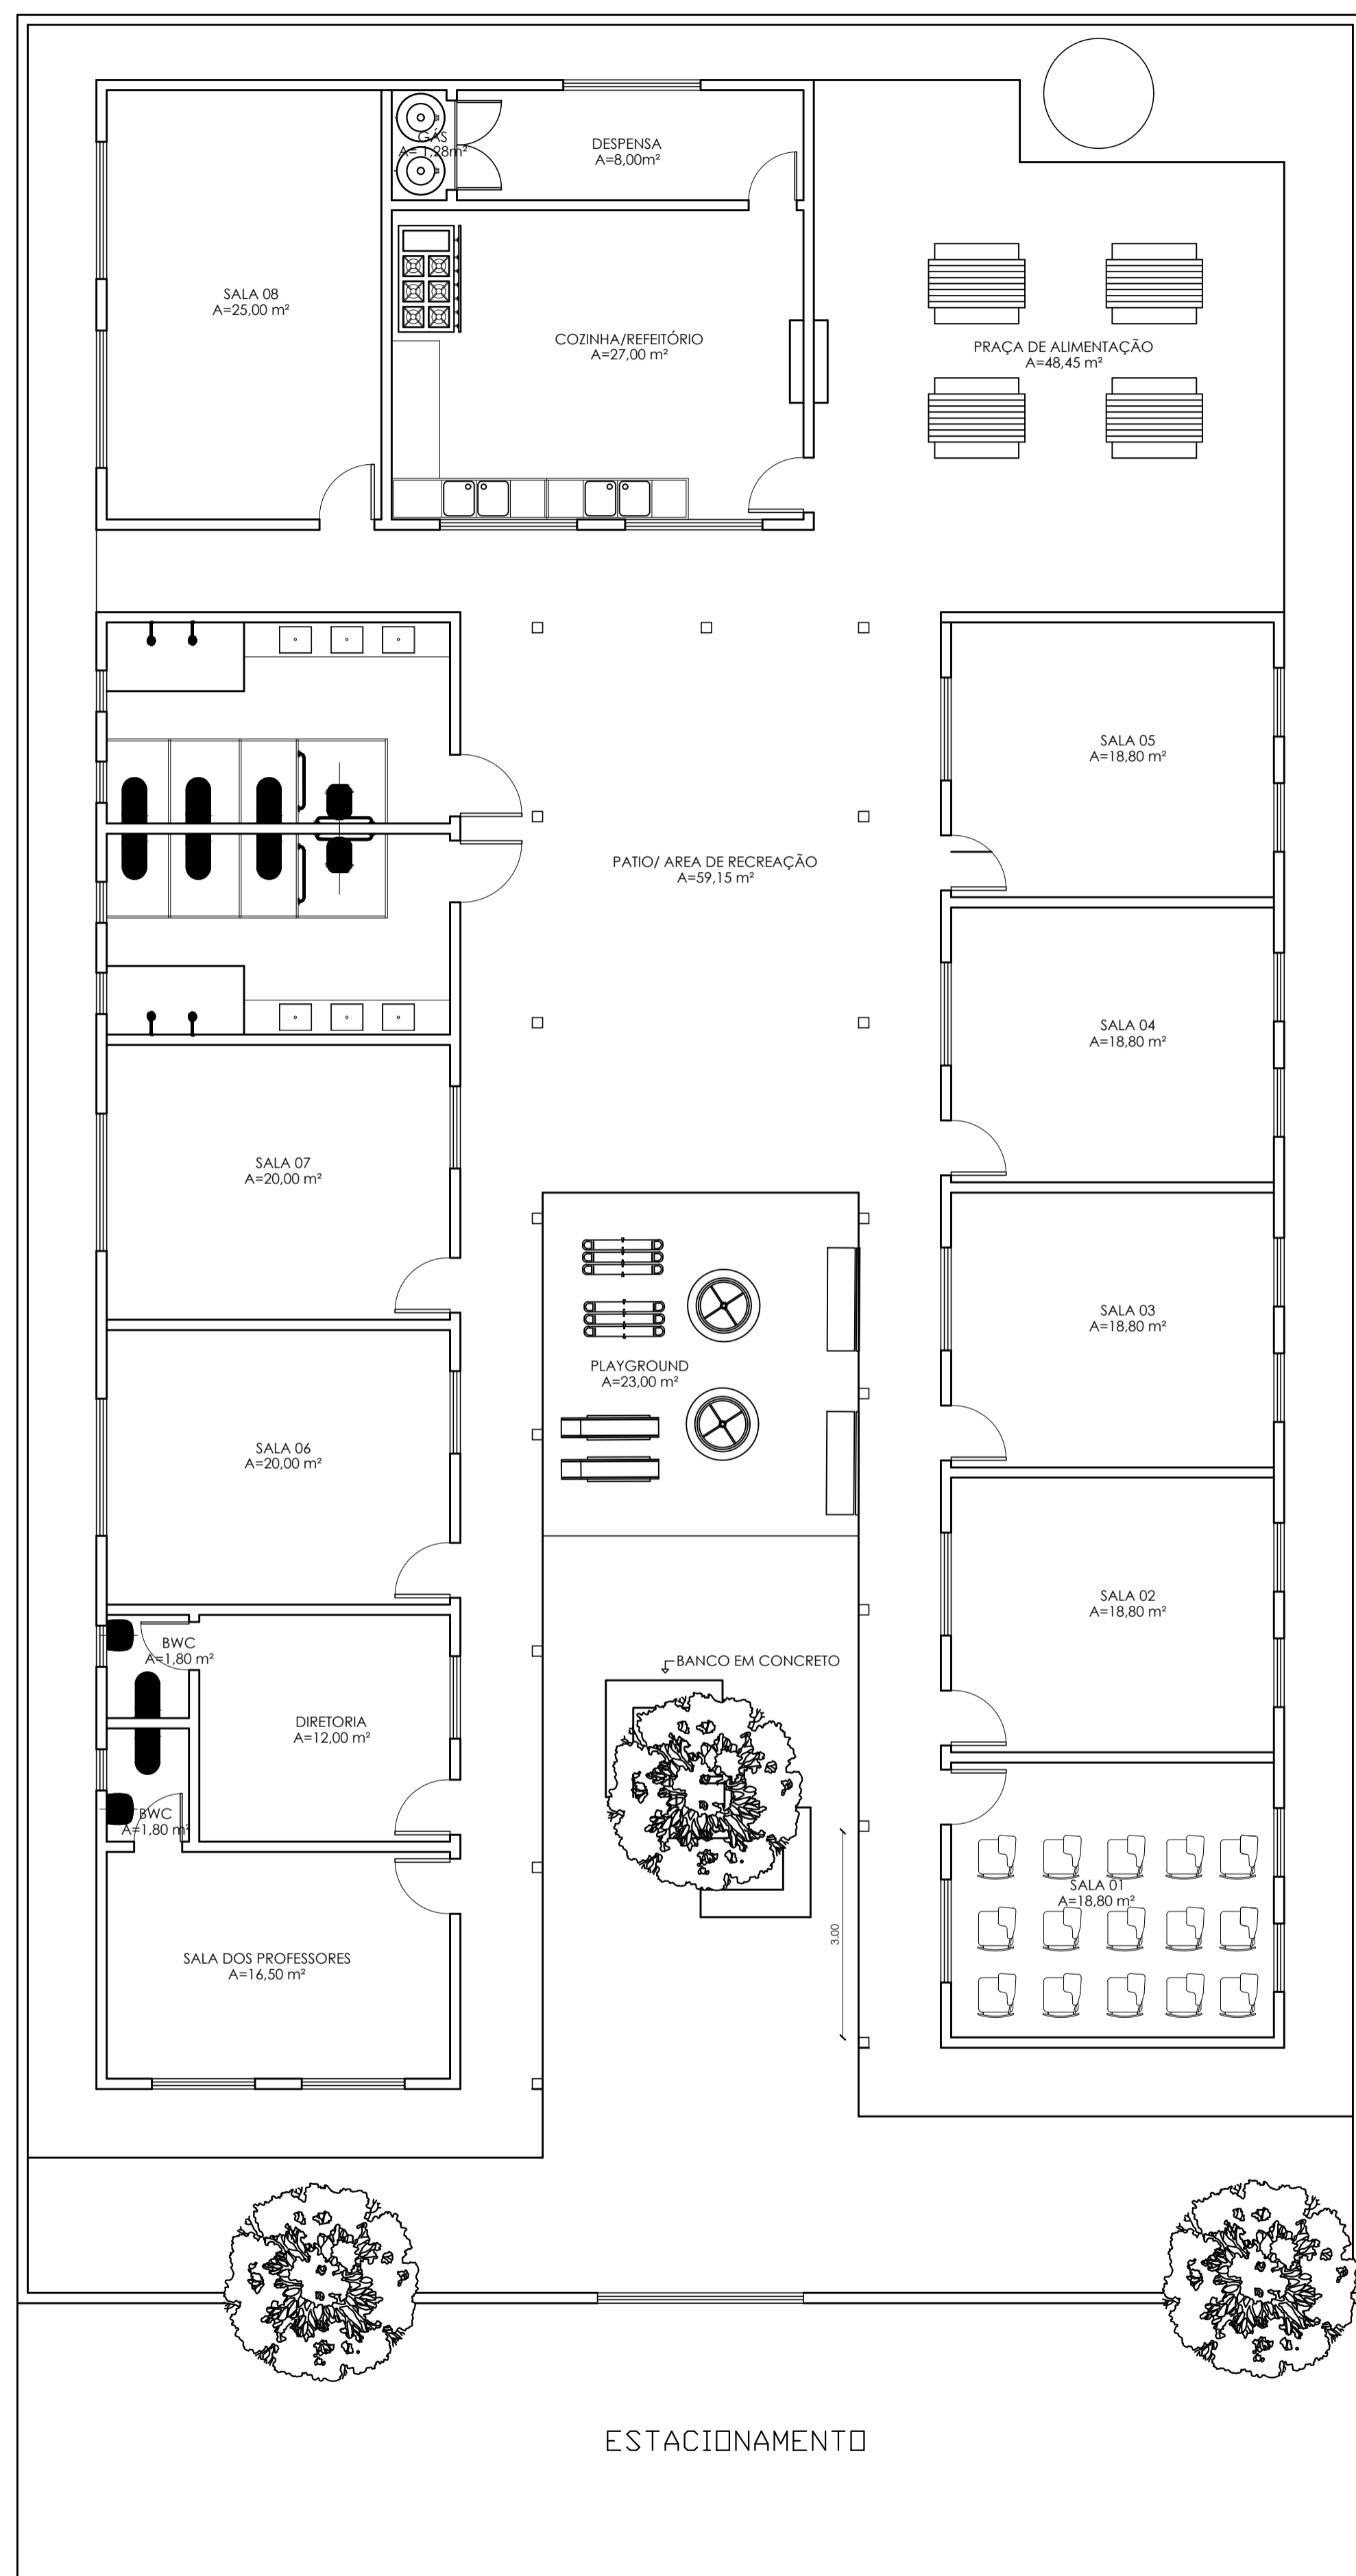 GÁS
A= 1,28m²
DESPENSA
A=8,00m²
SALA 08
A=25,00 m²
COZINHA/REFEITÓRIO
A=27,00 m²
PRAÇA DE ALIMENTAÇÃO
A=48,45 m²
SALA 05
A=18,80 m²
PATIO/ AREA DE RECREAÇÃO
A=59,15 m²
SALA 04
A=18,80 m²
SALA 07
A=20,00 m²
SALA 03
A=18,80 m²
PLAYGROUND
A=23,00 m²
SALA 06
A=20,00 m²
SALA 02
A=18,80 m²
BWC
A=1,80 m²
BANCO EM CONCRETO
DIRETORIA
A=12,00 m²
BWC
A=1,80 m²
SALA 01
A=18,80 m²
3.00
SALA DOS PROFESSORES
A=16,50 m²
ESTACIONAMENTO